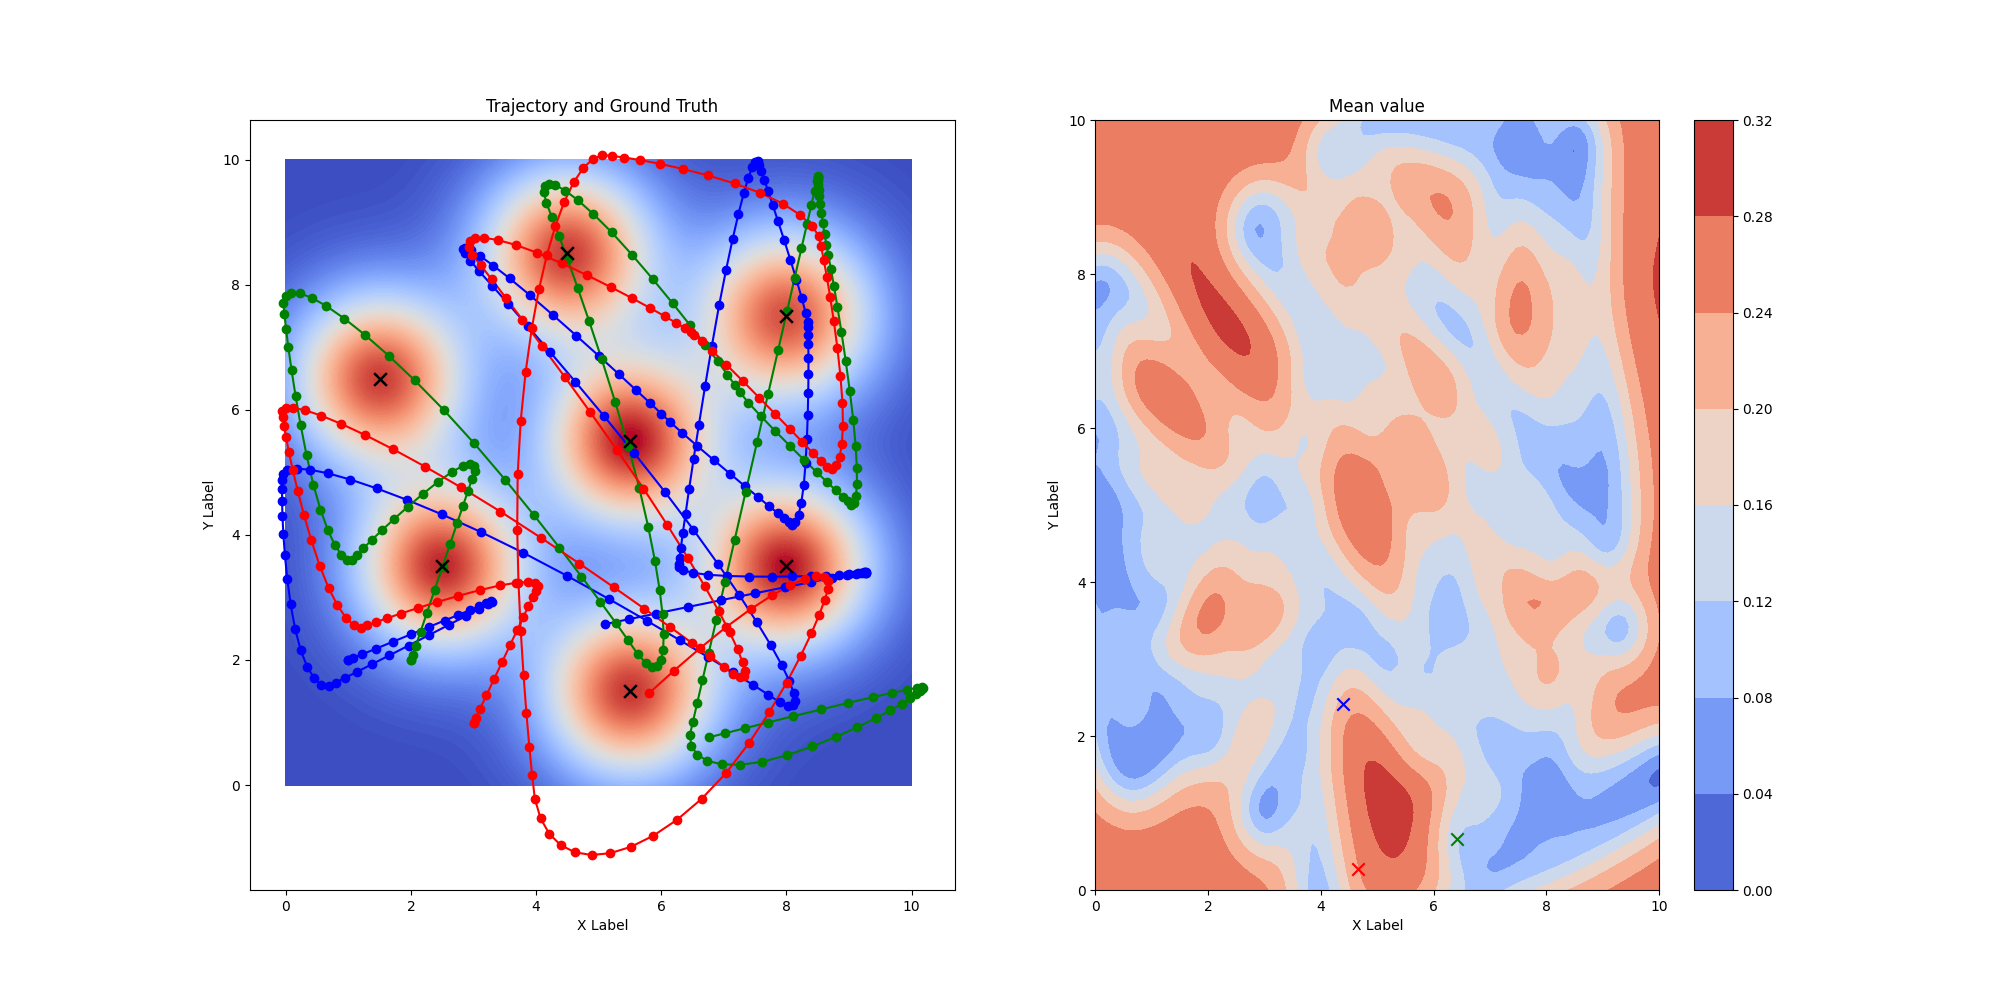 Trajectory and Ground Truth
Y Label
10
8
6
4
2
0
0 2 4 6 8 10
X Label
Mean value
Y Label
10
8
6
4
2
0
0 2 4 6 8 10
X Label
0.32
0.28
0.24
0.20
0.16
0.12
0.08
0.04
0.00